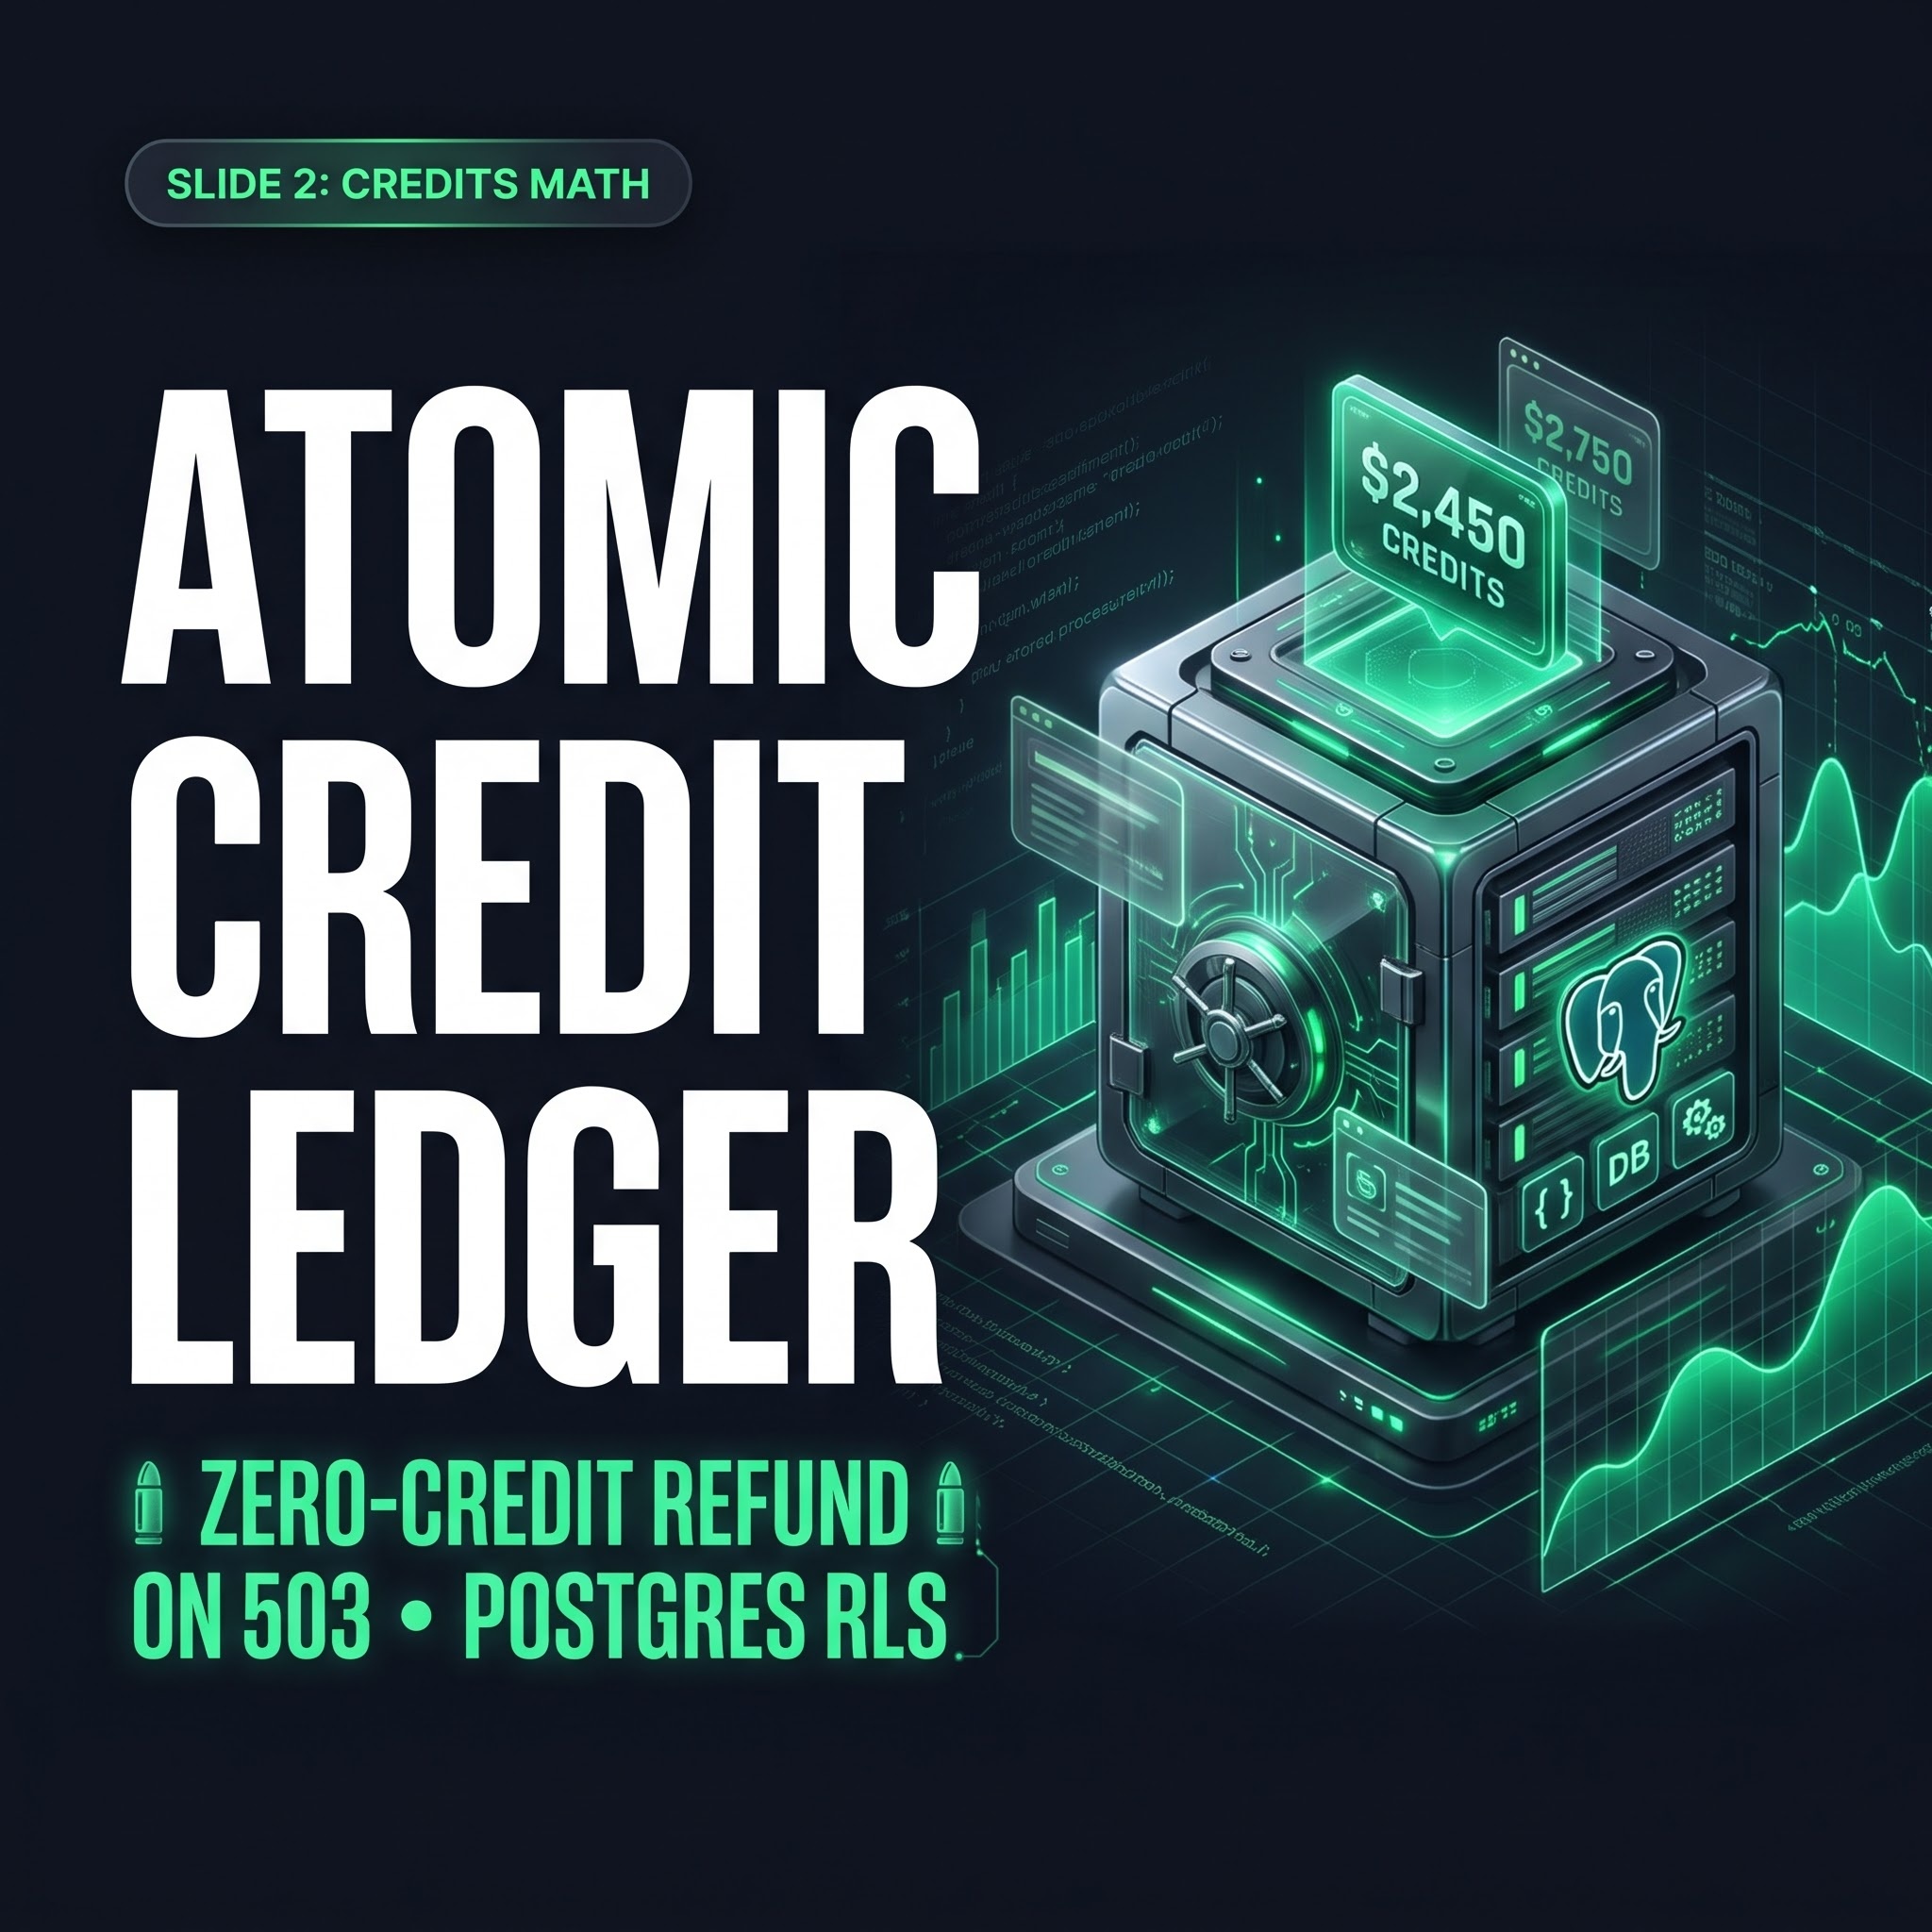 SLIDE 2: CREDITS MATH
ATOMIC
CREDIT
LEDGER
ZERO-CREDIT REFUND
ON 503 • POSTGRES RLS
$2,450
CREDITS
$2,750
CREDITS
DB
{ }